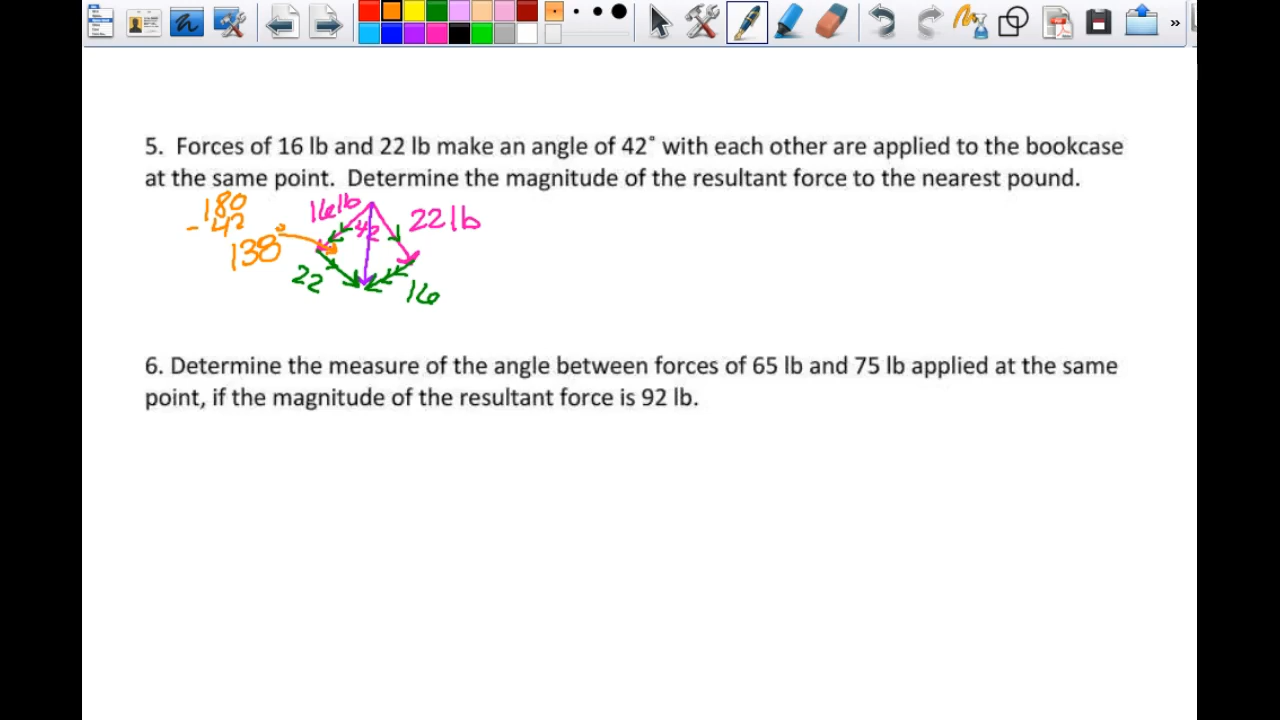 5. Forces of 16 lb and 22 lb make an angle of 42° with each other are applied to the bookcase
at the same point. Determine the magnitude of the resultant force to the nearest pound.
180
- 42
138°
16 lb
42
22 lb
22
16
6. Determine the measure of the angle between forces of 65 lb and 75 lb applied at the same
point, if the magnitude of the resultant force is 92 lb.